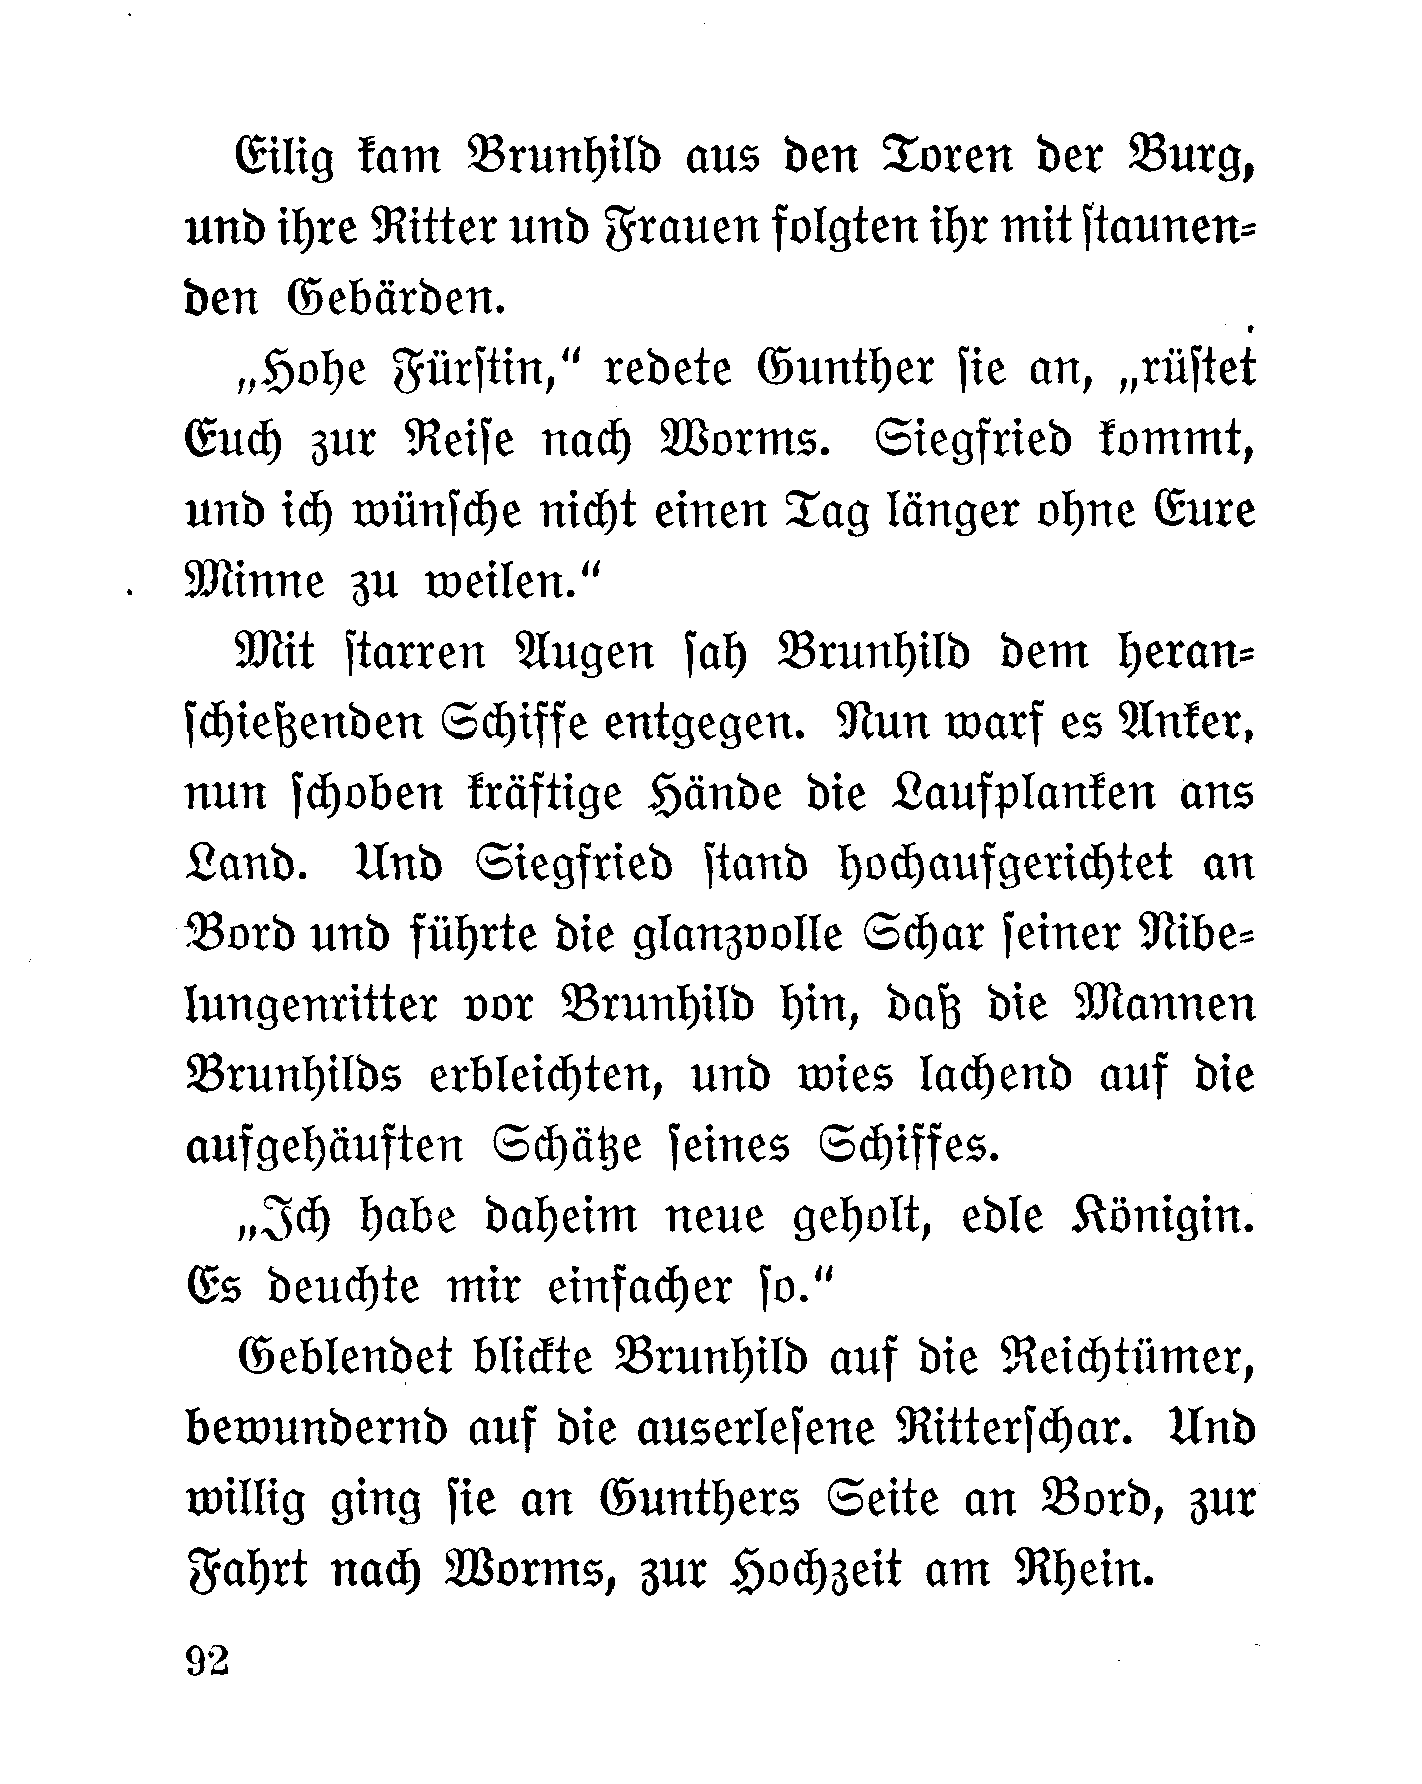 Eilig kam Brunhild aus den Toren der Burg,
und ihre Ritter und Frauen folgten ihr mit ſtaunen=
den Gebärden.
„Hohe Fürſtin,“ redete Gunther ſie an, „rüſtet
Euch zur Reiſe nach Worms. Siegfried kommt,
und ich wünſche nicht einen Tag länger ohne Eure
Minne zu weilen.“
Mit ſtarren Augen ſah Brunhild dem heran=
ſchießenden Schiffe entgegen. Nun warf es Anker,
nun ſchoben kräftige Hände die Laufplanken ans
Land. Und Siegfried ſtand hochaufgerichtet an
Bord und führte die glanzvolle Schar ſeiner Nibe=
lungenritter vor Brunhild hin, daß die Mannen
Brunhilds erbleichten, und wies lachend auf die
aufgehäuften Schätze ſeines Schiffes.
„Ich habe daheim neue geholt, edle Königin.
Es deuchte mir einfacher ſo.“
Geblendet blickte Brunhild auf die Reichtümer,
bewundernd auf die auserleſene Ritterſchar. Und
willig ging ſie an Gunthers Seite an Bord, zur
Fahrt nach Worms, zur Hochzeit am Rhein.
92